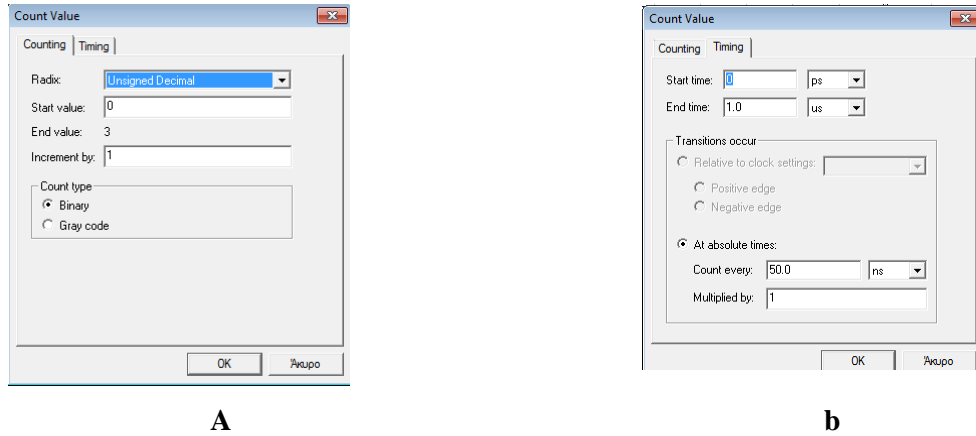 Count Value
Counting Timing
Radix: Unsigned Decimal
Start value: 0
End value: 3
Increment by: 1
Count type
Binary
Gray code
OK Άκυρο
A
Count Value
Counting Timing
Start time: 0 ps
End time: 1.0 us
Transitions occur
Relative to clock settings:
Positive edge
Negative edge
At absolute times:
Count every: 50.0 ns
Multiplied by: 1
OK Άκυρο
b